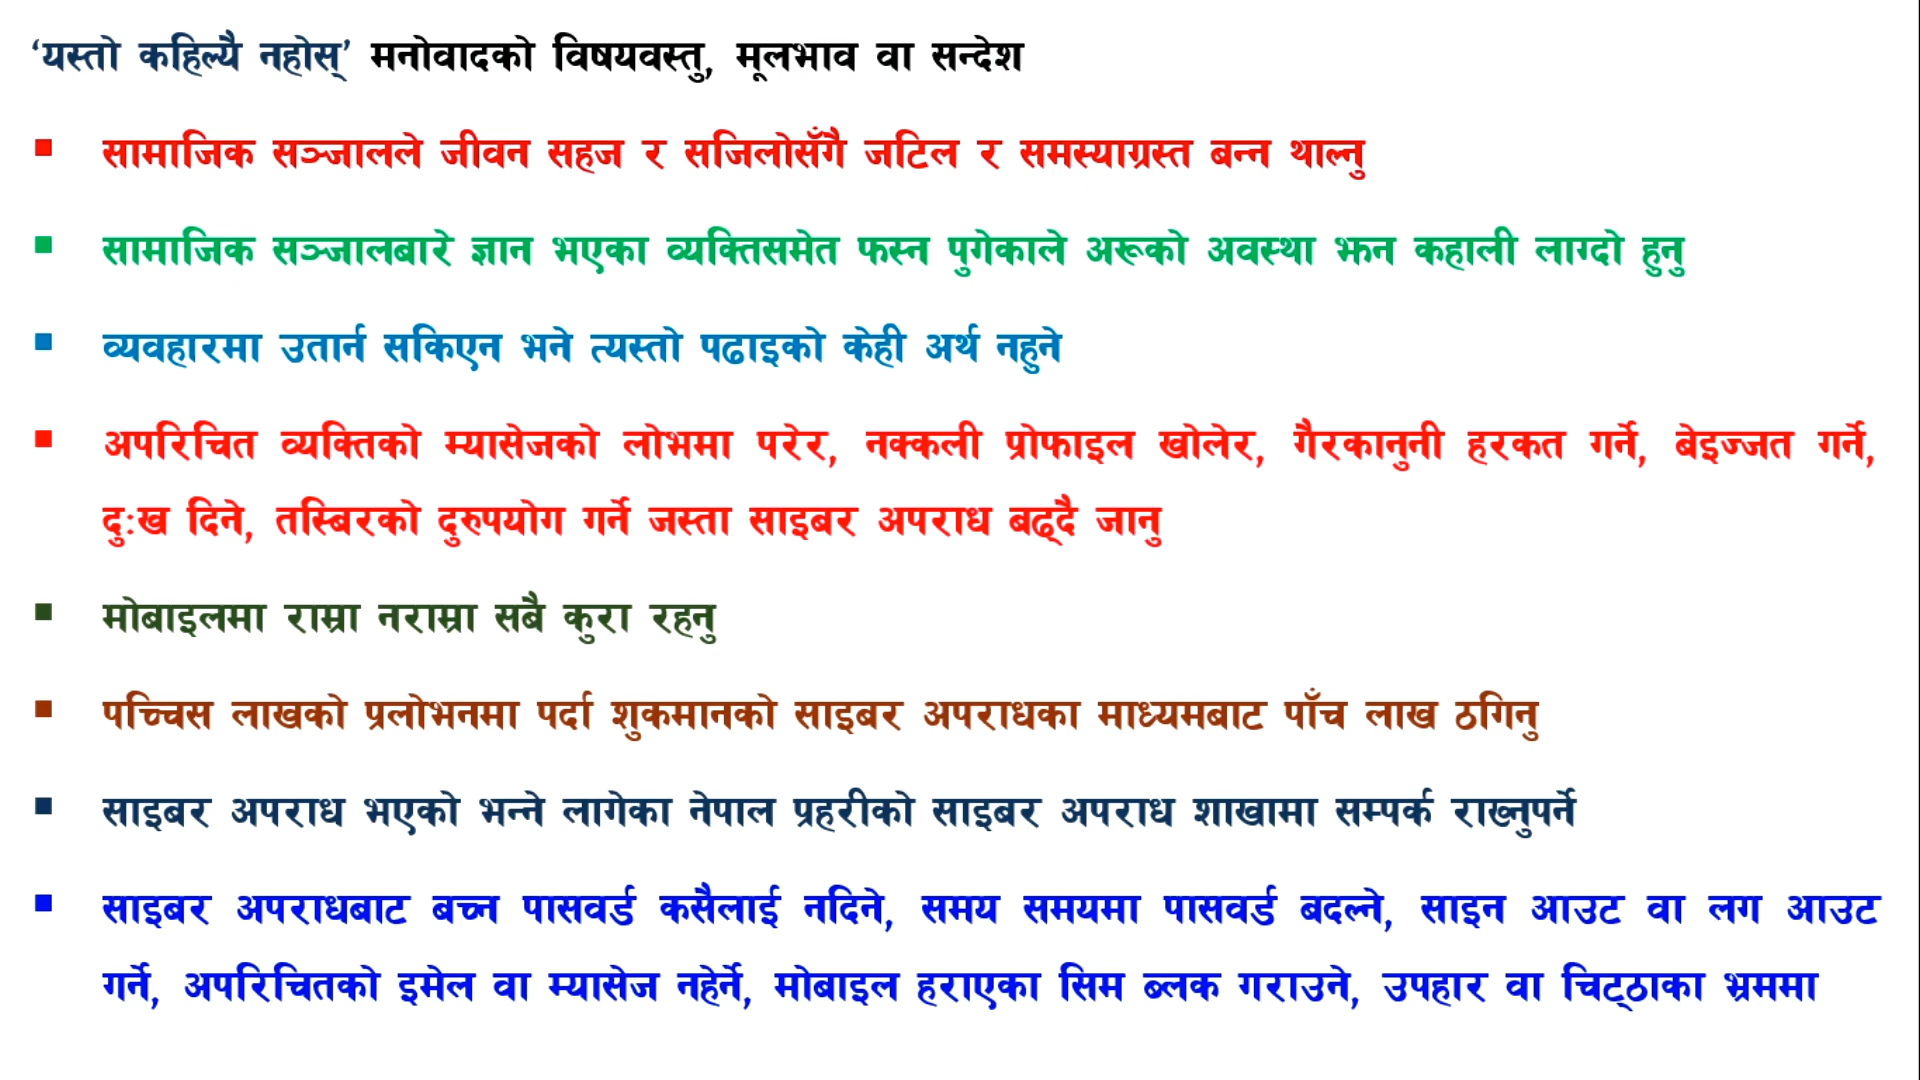 ‘यस्तो कहिल्यै नहोस्’ मनोवादको विषयवस्तु, मूलभाव वा सन्देश
▪ सामाजिक सञ्जालले जीवन सहज र सजिलोसँगै जटिल र समस्याग्रस्त बन्न थाल्नु
▪ सामाजिक सञ्जालबारे ज्ञान भएका व्यक्तिसमेत फस्न पुगेकाले अरूको अवस्था झन कहाली लाग्दो हुनु
▪ व्यवहारमा उतार्न सकिएन भने त्यस्तो पढाइको केही अर्थ नहुने
▪ अपरिचित व्यक्तिको म्यासेजको लोभमा परेर, नक्कली प्रोफाइल खोलेर, गैरकानुनी हरकत गर्ने, बेइज्जत गर्ने,
दुःख दिने, तस्बिरको दुरुपयोग गर्ने जस्ता साइबर अपराध बढ्दै जानु
▪ मोबाइलमा राम्रा नराम्रा सबै कुरा रहनु
▪ पच्चिस लाखको प्रलोभनमा पर्दा शुकमानको साइबर अपराधका माध्यमबाट पाँच लाख ठगिनु
▪ साइबर अपराध भएको भन्ने लागेका नेपाल प्रहरीको साइबर अपराध शाखामा सम्पर्क राख्नुपर्ने
▪ साइबर अपराधबाट बच्न पासवर्ड कसैलाई नदिने, समय समयमा पासवर्ड बदल्ने, साइन आउट वा लग आउट
गर्ने, अपरिचितको इमेल वा म्यासेज नहेर्ने, मोबाइल हराएका सिम ब्लक गराउने, उपहार वा चिट्ठाका भ्रममा